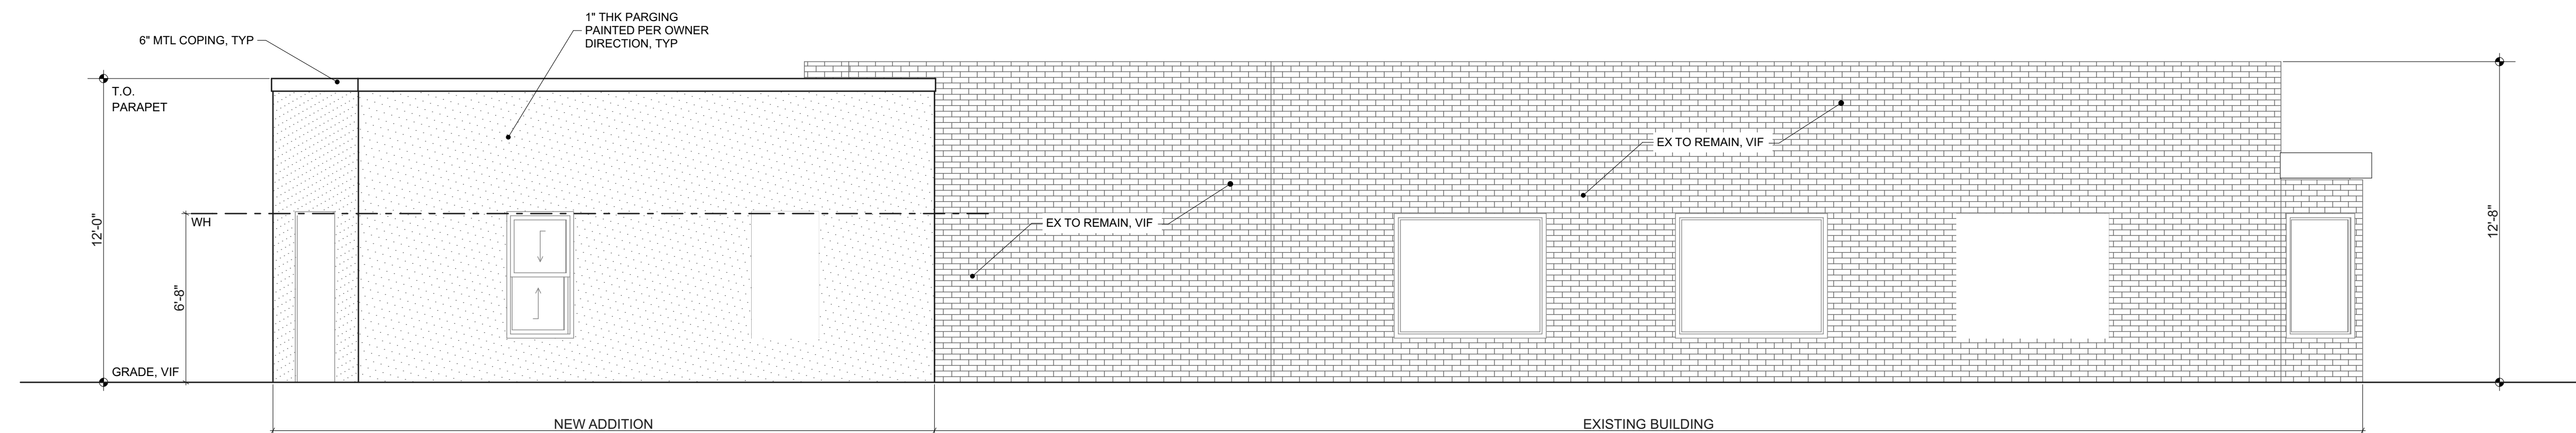 1" THK PARGING
PAINTED PER OWNER
DIRECTION, TYP
6" MTL COPING, TYP
T.O.
PARAPET
EX TO REMAIN, VIF
12'-0"
WH
EX TO REMAIN, VIF
12'-8"
6'-8"
GRADE, VIF
NEW ADDITION
EXISTING BUILDING